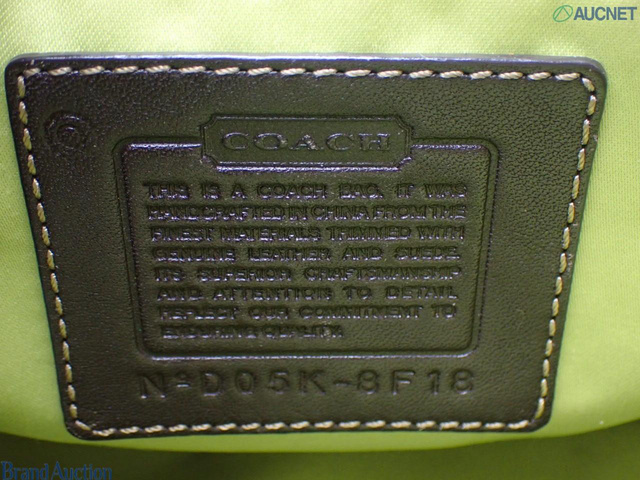 AUCNET
COACH
THIS IS A COACH BAG. IT WAS
HANDCRAFTED IN CHINA FROM THE
FINEST MATERIALS TRIMMED WITH
GENUINE LEATHER AND SUEDE.
ITS SUPERIOR CRAFTSMANSHIP
AND ATTENTION TO DETAIL
REFLECT OUR COMMITMENT TO
ENDURING QUALITY.
Nº D05K-8F18
Brand Auction